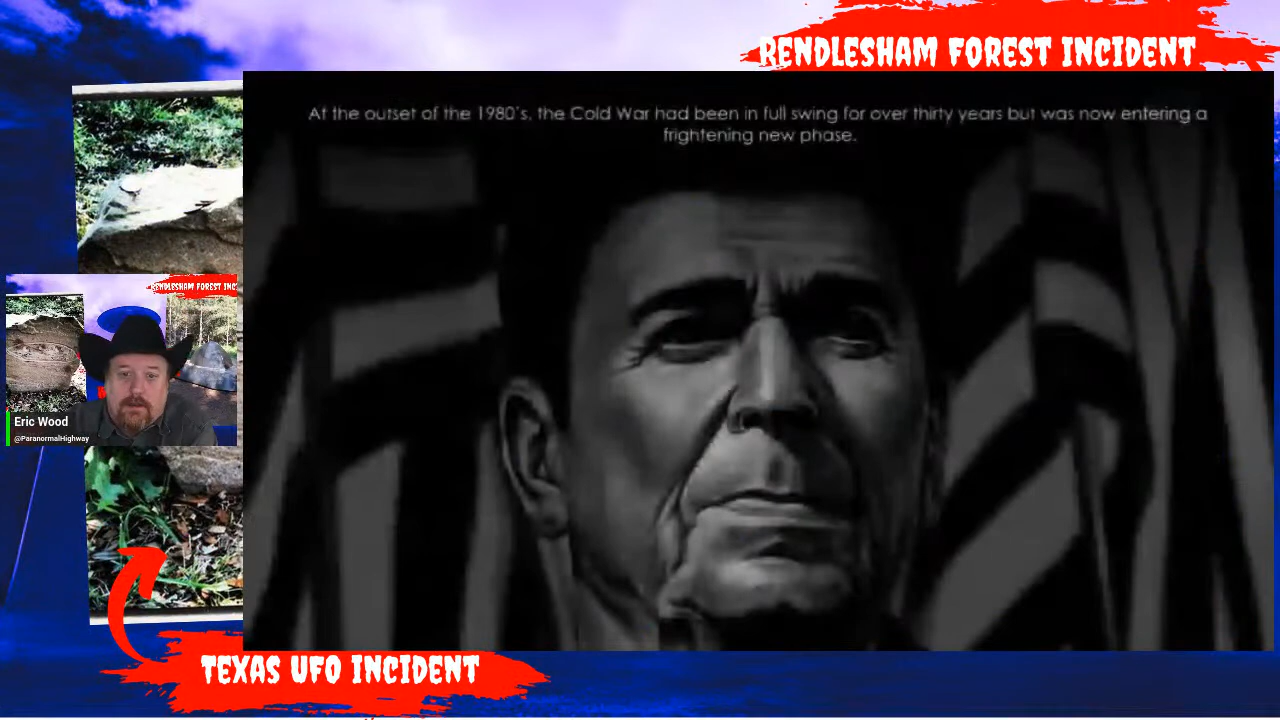 RENDLESHAM FOREST INCIDENT
At the outset of the 1980's, the Cold War had been in full swing for over thirty years but was now entering a
frightening new phase.
RENDLESHAM FOREST INC
Eric Wood
@ParanormalHighway
TEXAS UFO INCIDENT